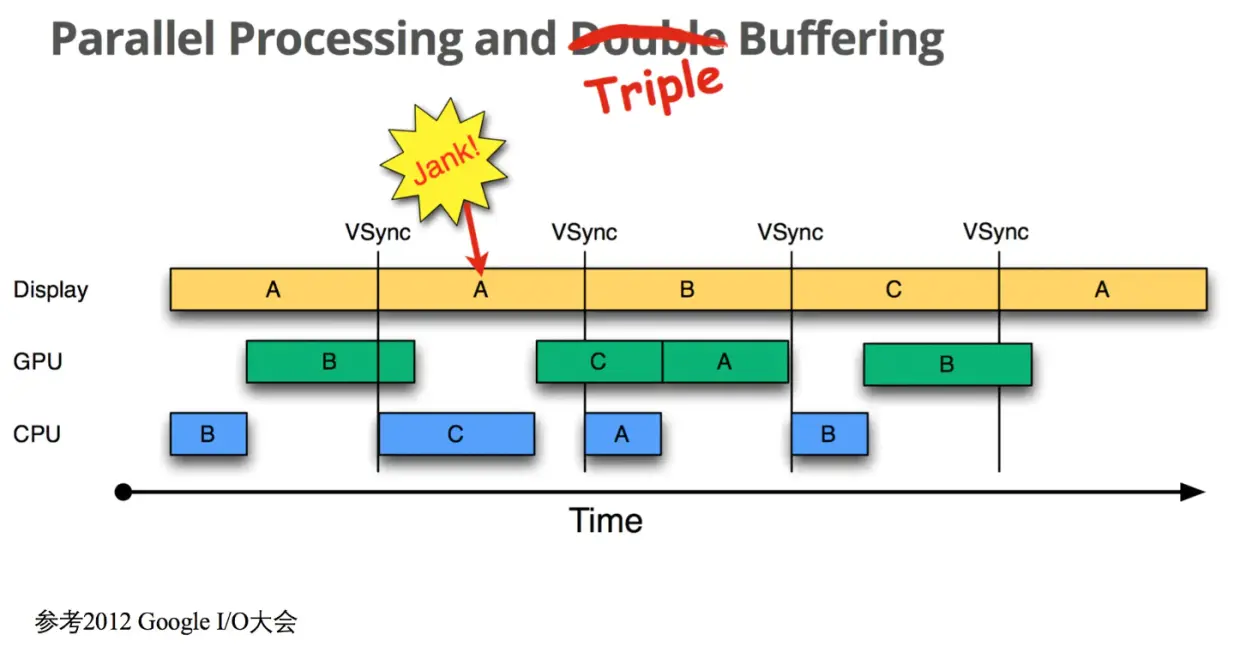 Parallel Processing and Double Buffering
Triple
Jank!
VSync VSync VSync VSync
Display A A B C A
GPU B C A B
CPU B C A B
Time
参考2012 Google I/O大会